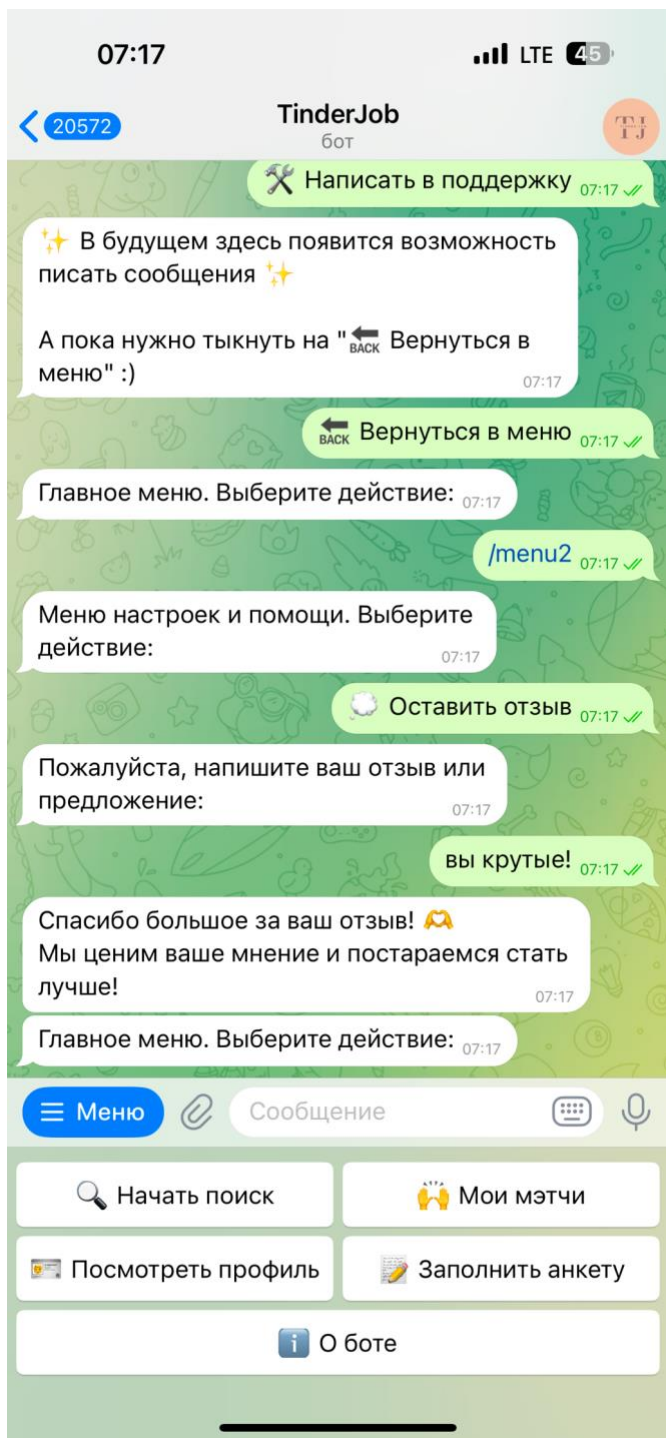 07:17
LTE 45
20572
TinderJob
бот
TJ
🛠 Написать в поддержку 07:17
✨ В будущем здесь появится возможность
писать сообщения ✨
А пока нужно тыкнуть на "🔙 Вернуться в
меню" :)
07:17
🔙 Вернуться в меню 07:17
Главное меню. Выберите действие: 07:17
/menu2 07:17
Меню настроек и помощи. Выберите
действие: 07:17
💭 Оставить отзыв 07:17
Пожалуйста, напишите ваш отзыв или
предложение: 07:17
вы крутые! 07:17
Спасибо большое за ваш отзыв! 🫶
Мы ценим ваше мнение и постараемся стать
лучше! 07:17
Главное меню. Выберите действие: 07:17
Меню
Сообщение
🔍 Начать поиск
🙌 Мои мэтчи
🪪 Посмотреть профиль
📝 Заполнить анкету
ℹ️ О боте